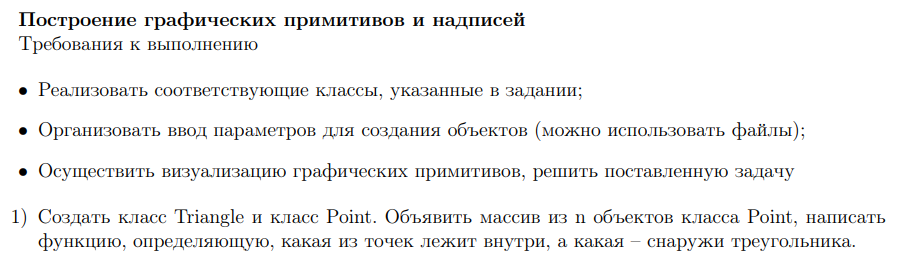 Построение графических примитивов и надписей
Требования к выполнению
• Реализовать соответствующие классы, указанные в задании;
• Организовать ввод параметров для создания объектов (можно использовать файлы);
• Осуществить визуализацию графических примитивов, решить поставленную задачу
1) Создать класс Triangle и класс Point. Объявить массив из n объектов класса Point, написать
функцию, определяющую, какая из точек лежит внутри, а какая – снаружи треугольника.